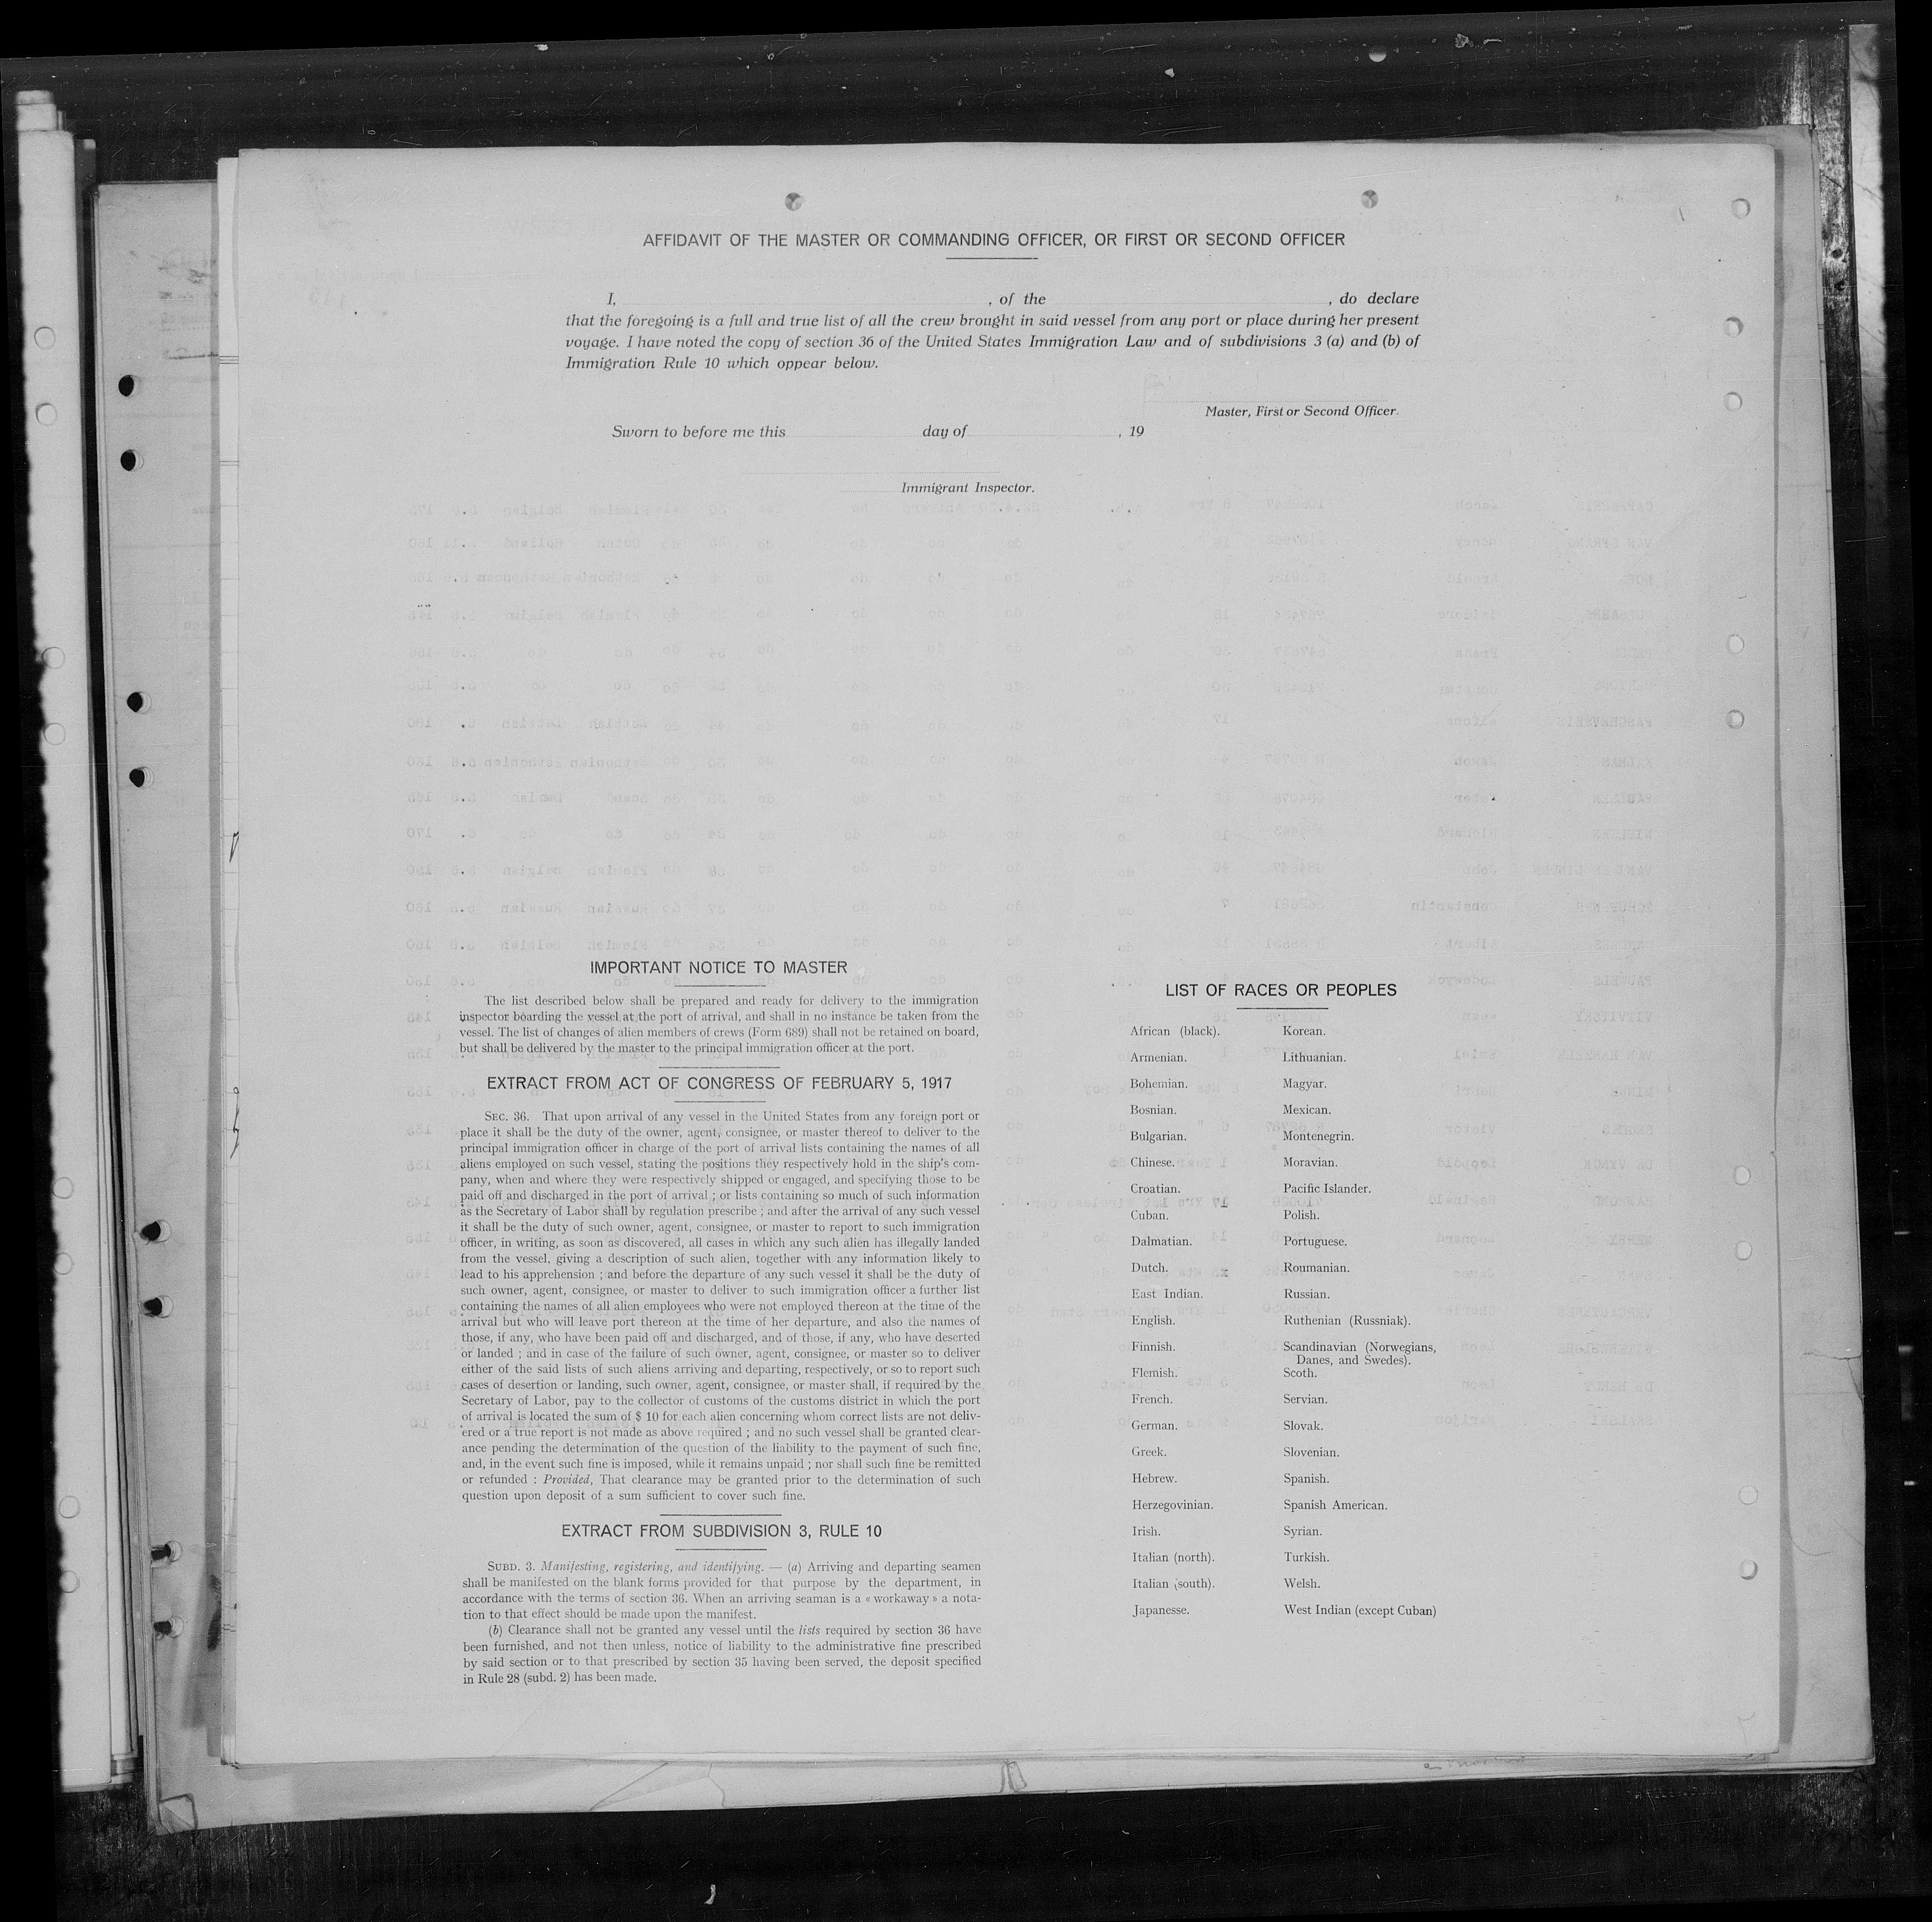 AFFIDAVIT OF THE MASTER OR COMMANDING OFFICER, OR FIRST OR SECOND OFFICER
I, , of the , do declare
that the foregoing is a full and true list of all the crew brought in said vessel from any port or place during her present
voyage. I have noted the copy of section 36 of the United States Immigration Law and of subdivisions 3 (a) and (b) of
Immigration Rule 10 which oppear below.
Master, First or Second Officer.
Sworn to before me this day of , 19
Immigrant Inspector.
IMPORTANT NOTICE TO MASTER
The list described below shall be prepared and ready for delivery to the immigration
inspector boarding the vessel at the port of arrival, and shall in no instance be taken from the
vessel. The list of changes of alien members of crews (Form 689) shall not be retained on board,
but shall be delivered by the master to the principal immigration officer at the port.
EXTRACT FROM ACT OF CONGRESS OF FEBRUARY 5, 1917
SEC. 36. That upon arrival of any vessel in the United States from any foreign port or
place it shall be the duty of the owner, agent, consignee, or master thereof to deliver to the
principal immigration officer in charge of the port of arrival lists containing the names of all
aliens employed on such vessel, stating the positions they respectively hold in the ship's com-
pany, when and where they were respectively shipped or engaged, and specifying those to be
paid off and discharged in the port of arrival ; or lists containing so much of such information
as the Secretary of Labor shall by regulation prescribe ; and after the arrival of any such vessel
it shall be the duty of such owner, agent, consignee, or master to report to such immigration
officer, in writing, as soon as discovered, all cases in which any such alien has illegally landed
from the vessel, giving a description of such alien, together with any information likely to
lead to his apprehension ; and before the departure of any such vessel it shall be the duty of
such owner, agent, consignee, or master to deliver to such immigration officer a further list
containing the names of all alien employees who were not employed thereon at the time of the
arrival but who will leave port thereon at the time of her departure, and also the names of
those, if any, who have been paid off and discharged, and of those, if any, who have deserted
or landed ; and in case of the failure of such owner, agent, consignee, or master so to deliver
either of the said lists of such aliens arriving and departing, respectively, or so to report such
cases of desertion or landing, such owner, agent, consignee, or master shall, if required by the
Secretary of Labor, pay to the collector of customs of the customs district in which the port
of arrival is located the sum of $ 10 for each alien concerning whom correct lists are not deliv-
ered or a true report is not made as above required ; and no such vessel shall be granted clear-
ance pending the determination of the question of the liability to the payment of such fine,
and, in the event such fine is imposed, while it remains unpaid ; nor shall such fine be remitted
or refunded : Provided, That clearance may be granted prior to the determination of such
question upon deposit of a sum sufficient to cover such fine.
EXTRACT FROM SUBDIVISION 3, RULE 10
SUBD. 3. Manifesting, registering, and identifying. — (a) Arriving and departing seamen
shall be manifested on the blank forms provided for that purpose by the department, in
accordance with the terms of section 36. When an arriving seaman is a « workaway » a nota-
tion to that effect should be made upon the manifest.
(b) Clearance shall not be granted any vessel until the lists required by section 36 have
been furnished, and not then unless, notice of liability to the administrative fine prescribed
by said section or to that prescribed by section 35 having been served, the deposit specified
in Rule 28 (subd. 2) has been made.
LIST OF RACES OR PEOPLES
African (black).
Armenian.
Bohemian.
Bosnian.
Bulgarian.
Chinese.
Croatian.
Cuban.
Dalmatian.
Dutch.
East Indian.
English.
Finnish.
Flemish.
French.
German.
Greek.
Hebrew.
Herzegovinian.
Irish.
Italian (north).
Italian (south).
Japanesse.
Korean.
Lithuanian.
Magyar.
Mexican.
Montenegrin.
Moravian.
Pacific Islander.
Polish.
Portuguese.
Roumanian.
Russian.
Ruthenian (Russniak).
Scandinavian (Norwegians,
Danes, and Swedes).
Scoth.
Servian.
Slovak.
Slovenian.
Spanish.
Spanish American.
Syrian.
Turkish.
Welsh.
West Indian (except Cuban)